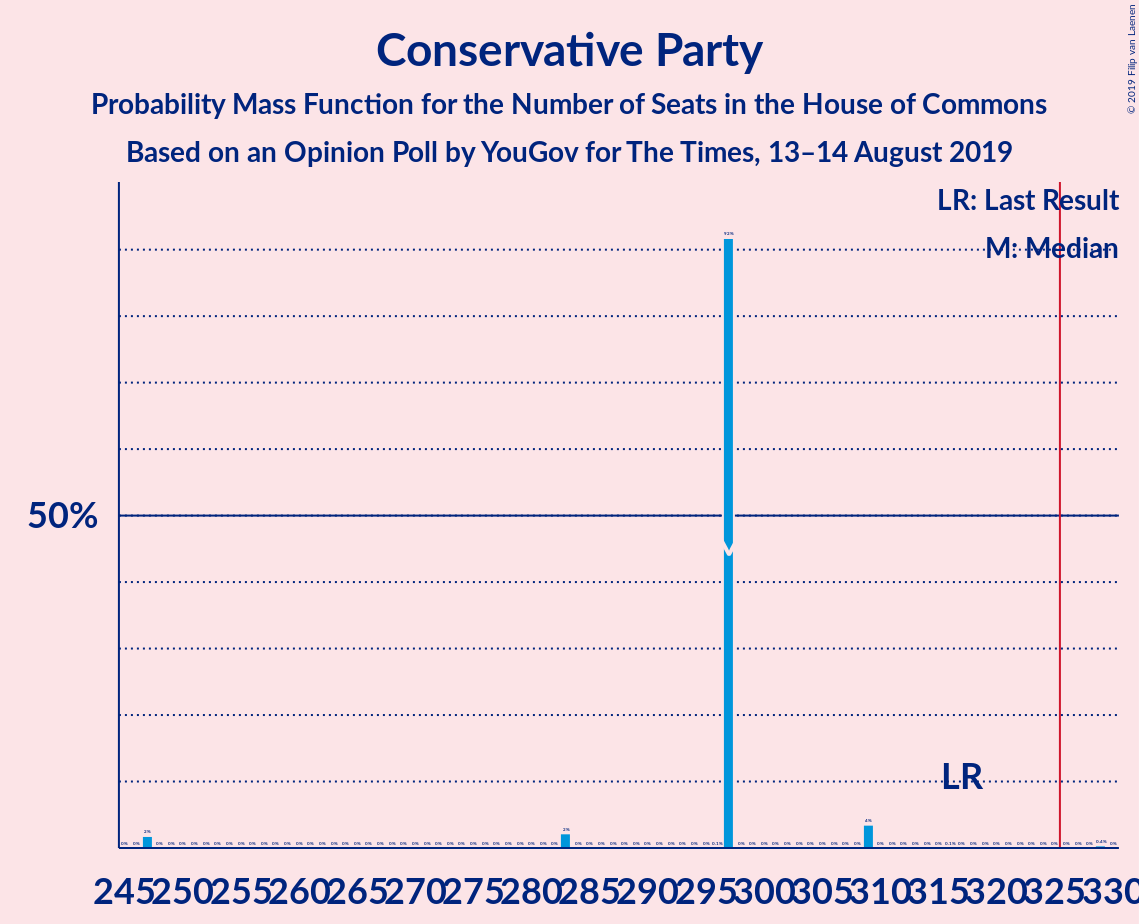 Conservative Party
Probability Mass Function for the Number of Seats in the House of Commons
Based on an Opinion Poll by YouGov for The Times, 13–14 August 2019
© 2019 Filip van Laenen
LR: Last Result
M: Median
50%
M
LR
245 250 255 260 265 270 275 280 285 290 295 300 305 310 315 320 325 330